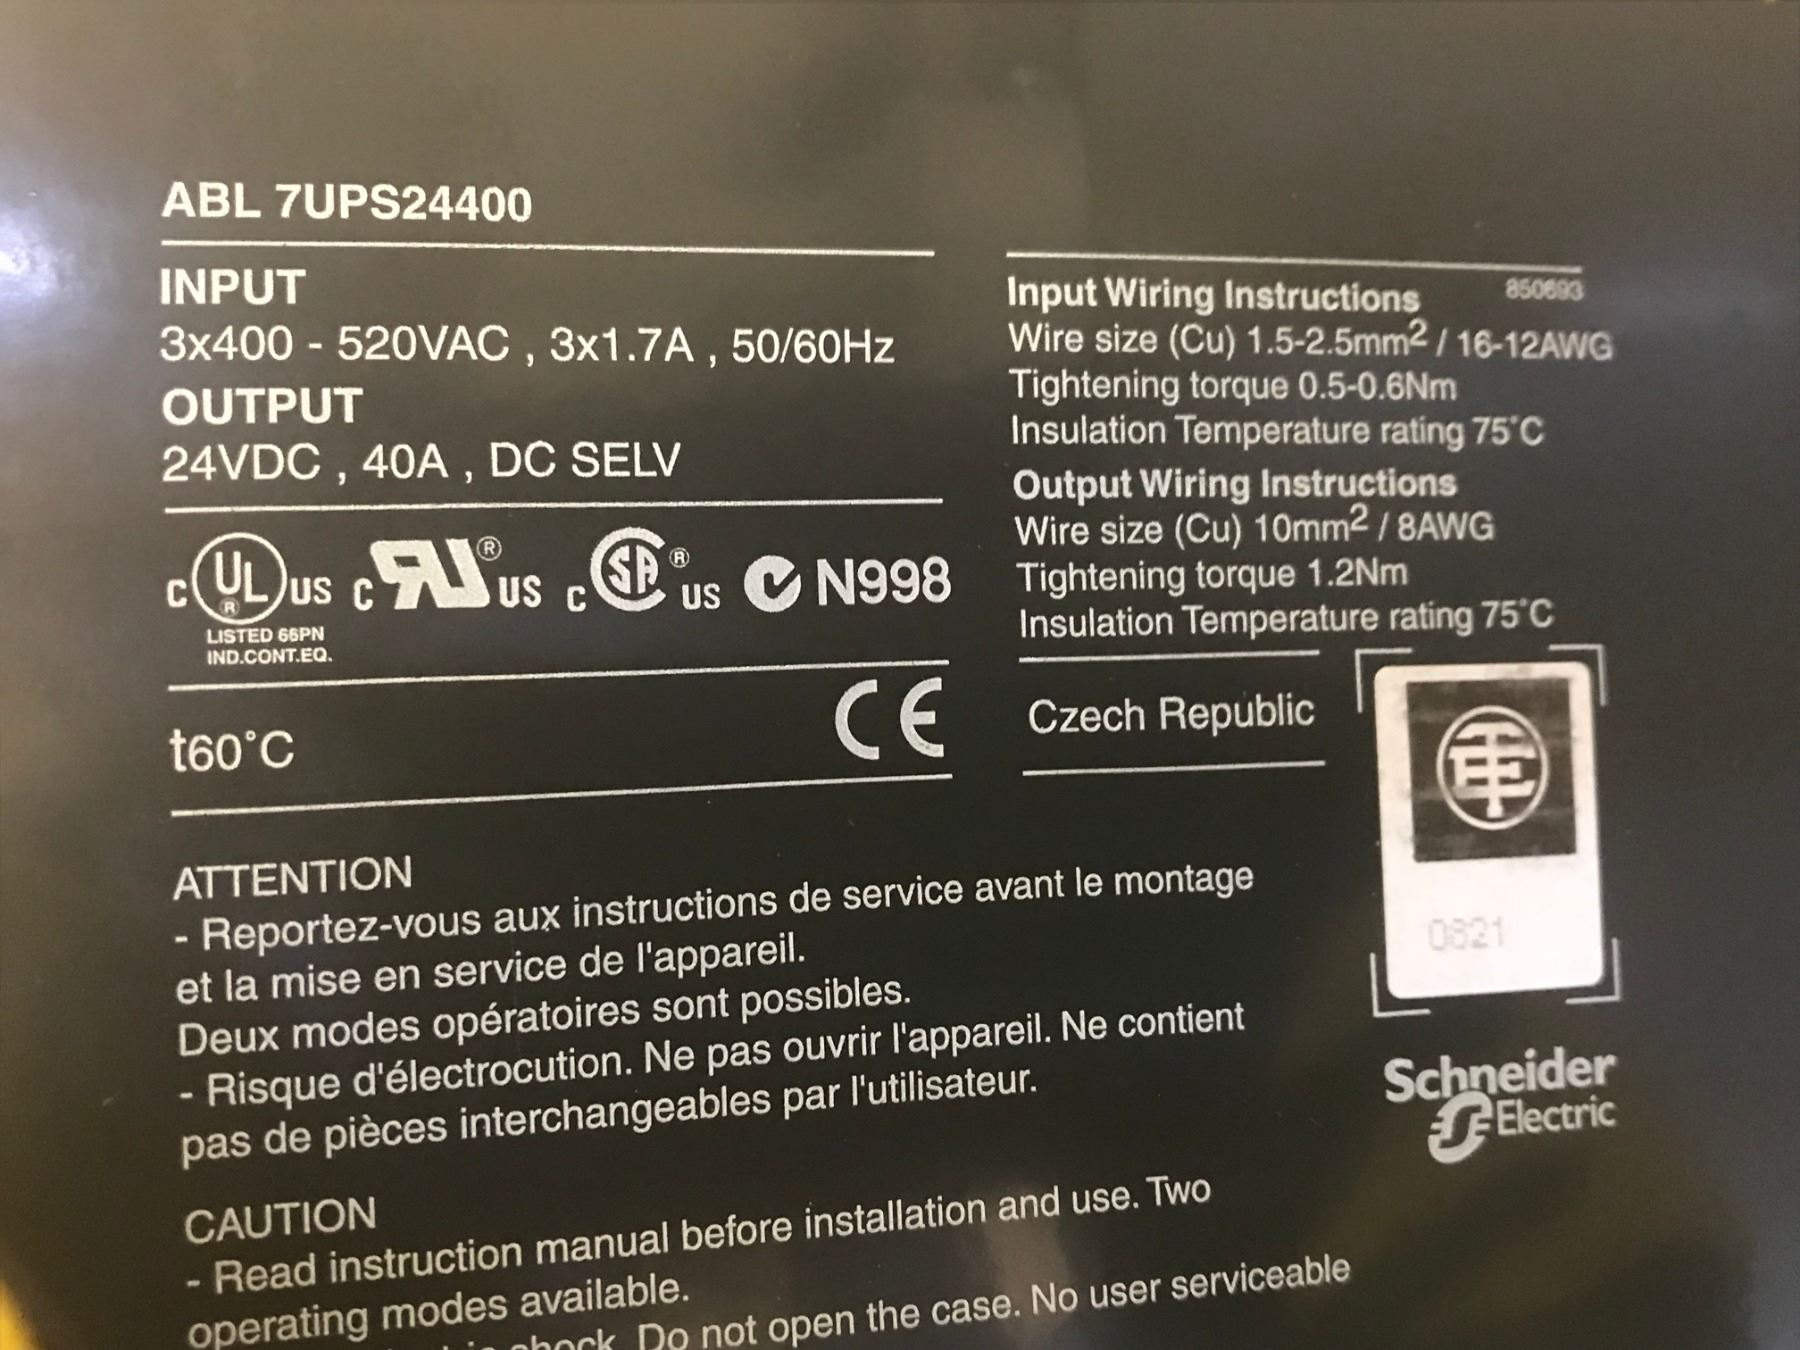 ABL 7UPS24400
INPUT
3x400 - 520VAC , 3x1.7A , 50/60Hz
OUTPUT
24VDC , 40A , DC SELV
C UL ® US C RU ® US C SA ® US N998
LISTED 66PN
IND.CONT.EQ.
t60°C
CE
Input Wiring Instructions 850693
Wire size (Cu) 1.5-2.5mm2 / 16-12AWG
Tightening torque 0.5-0.6Nm
Insulation Temperature rating 75°C
Output Wiring Instructions
Wire size (Cu) 10mm2 / 8AWG
Tightening torque 1.2Nm
Insulation Temperature rating 75°C
Czech Republic
TE
0821
Schneider
Electric
ATTENTION
- Reportez-vous aux instructions de service avant le montage
et la mise en service de l'appareil.
Deux modes opératoires sont possibles.
- Risque d'électrocution. Ne pas ouvrir l'appareil. Ne contient
pas de pièces interchangeables par l'utilisateur.
CAUTION
- Read instruction manual before installation and use. Two
operating modes available.
shock. Do not open the case. No user serviceable